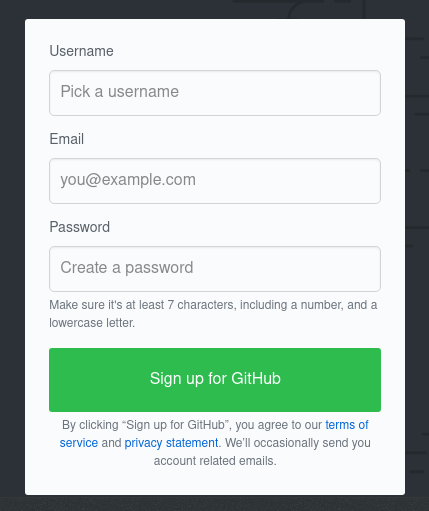 Username
Pick a username
Email
you@example.com
Password
Create a password
Make sure it's at least 7 characters, including a number, and a
lowercase letter.
Sign up for GitHub
By clicking “Sign up for GitHub”, you agree to our terms of
service and privacy statement. We’ll occasionally send you
account related emails.